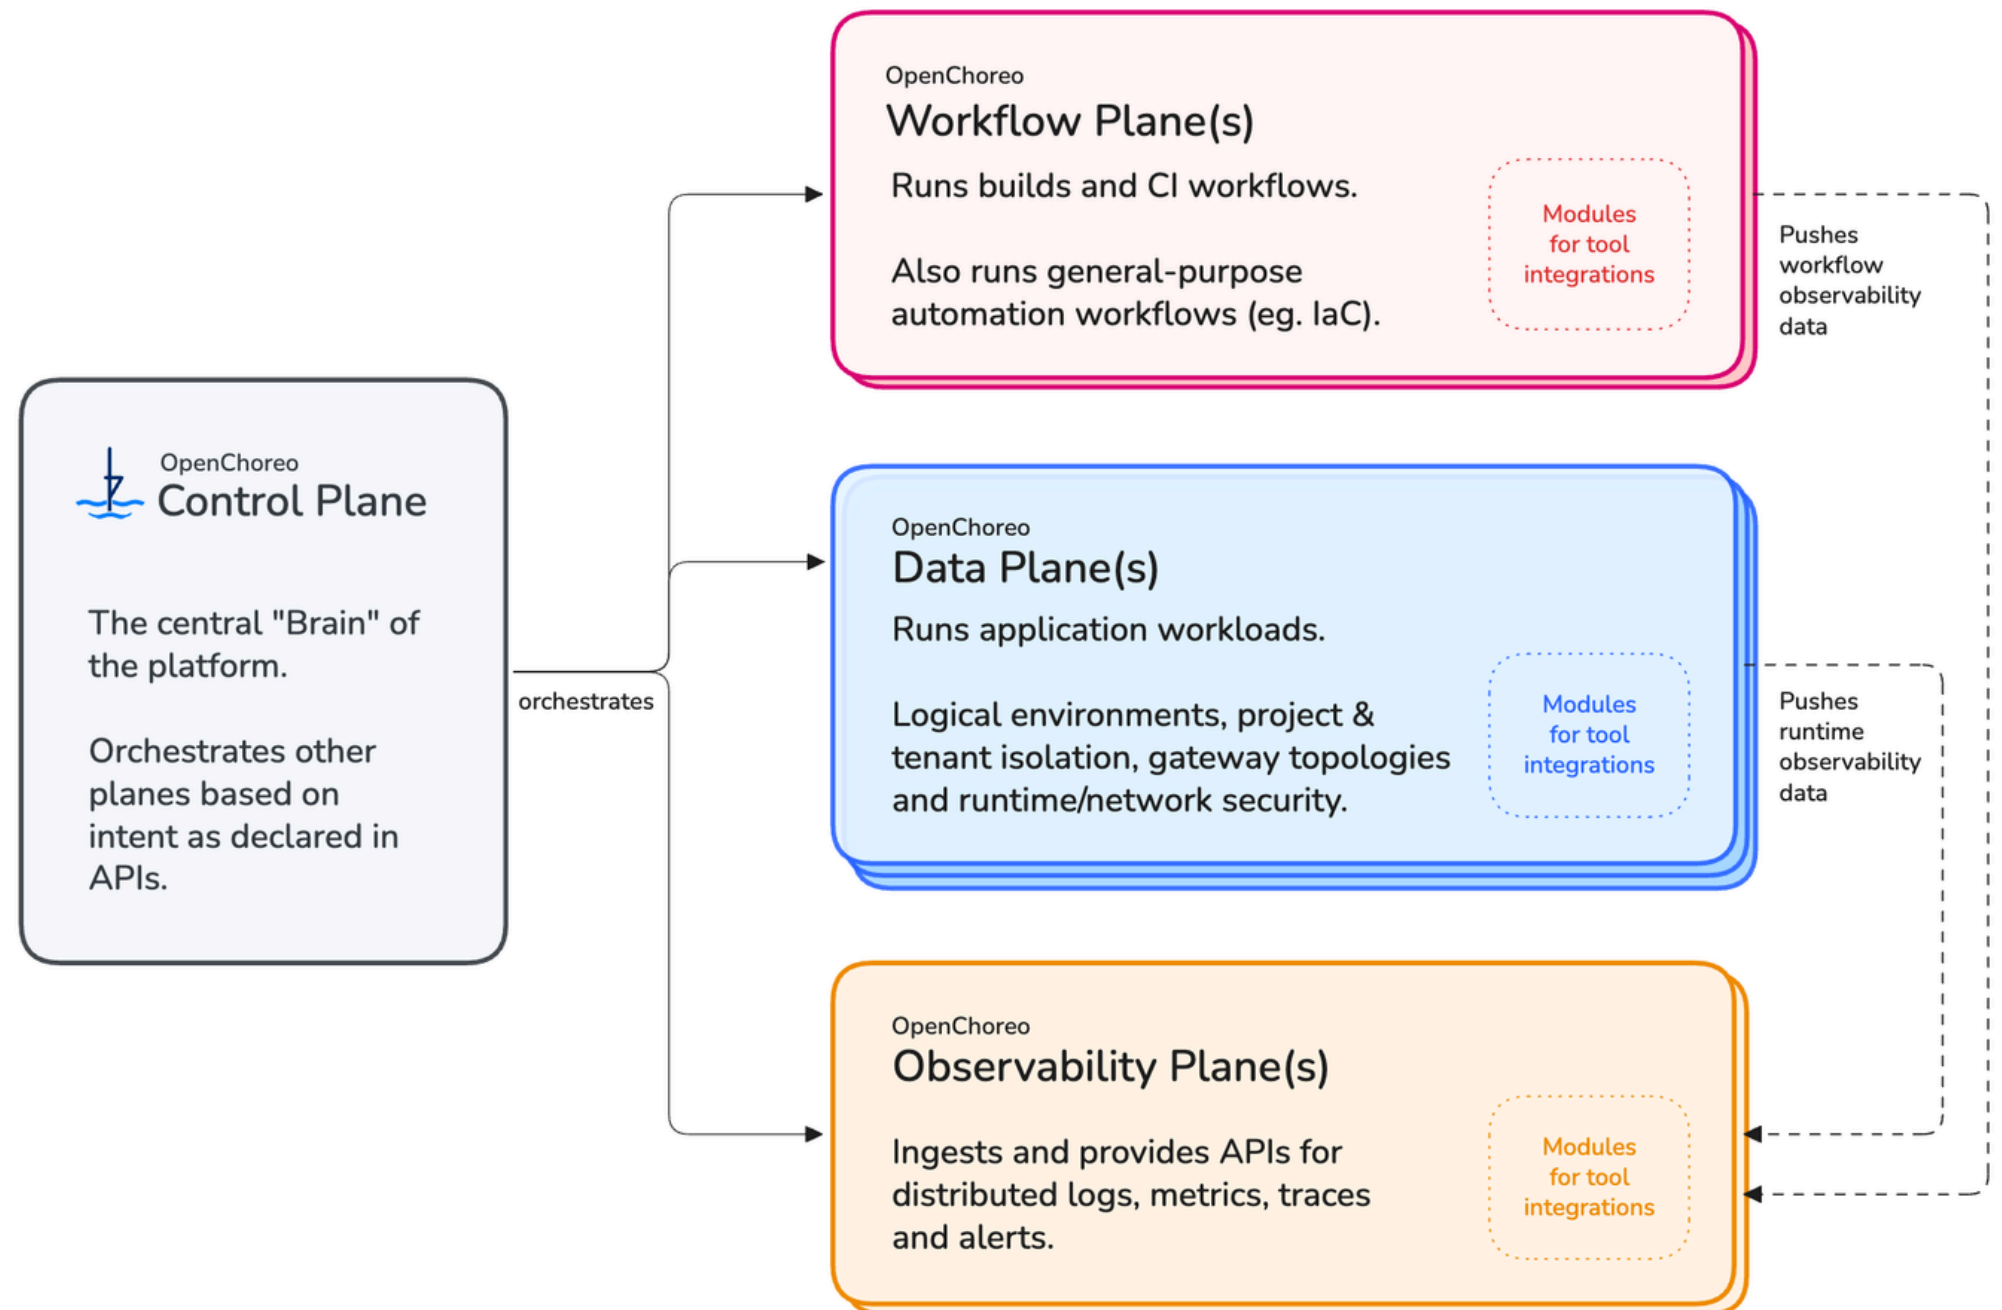 OpenChoreo
Control Plane
The central "Brain" of
the platform.
Orchestrates other
planes based on
intent as declared in
APIs.
orchestrates
OpenChoreo
Workflow Plane(s)
Runs builds and CI workflows.
Also runs general-purpose
automation workflows (eg. IaC).
Modules
for tool
integrations
Pushes
workflow
observability
data
OpenChoreo
Data Plane(s)
Runs application workloads.
Logical environments, project &
tenant isolation, gateway topologies
and runtime/network security.
Modules
for tool
integrations
Pushes
runtime
observability
data
OpenChoreo
Observability Plane(s)
Ingests and provides APIs for
distributed logs, metrics, traces
and alerts.
Modules
for tool
integrations